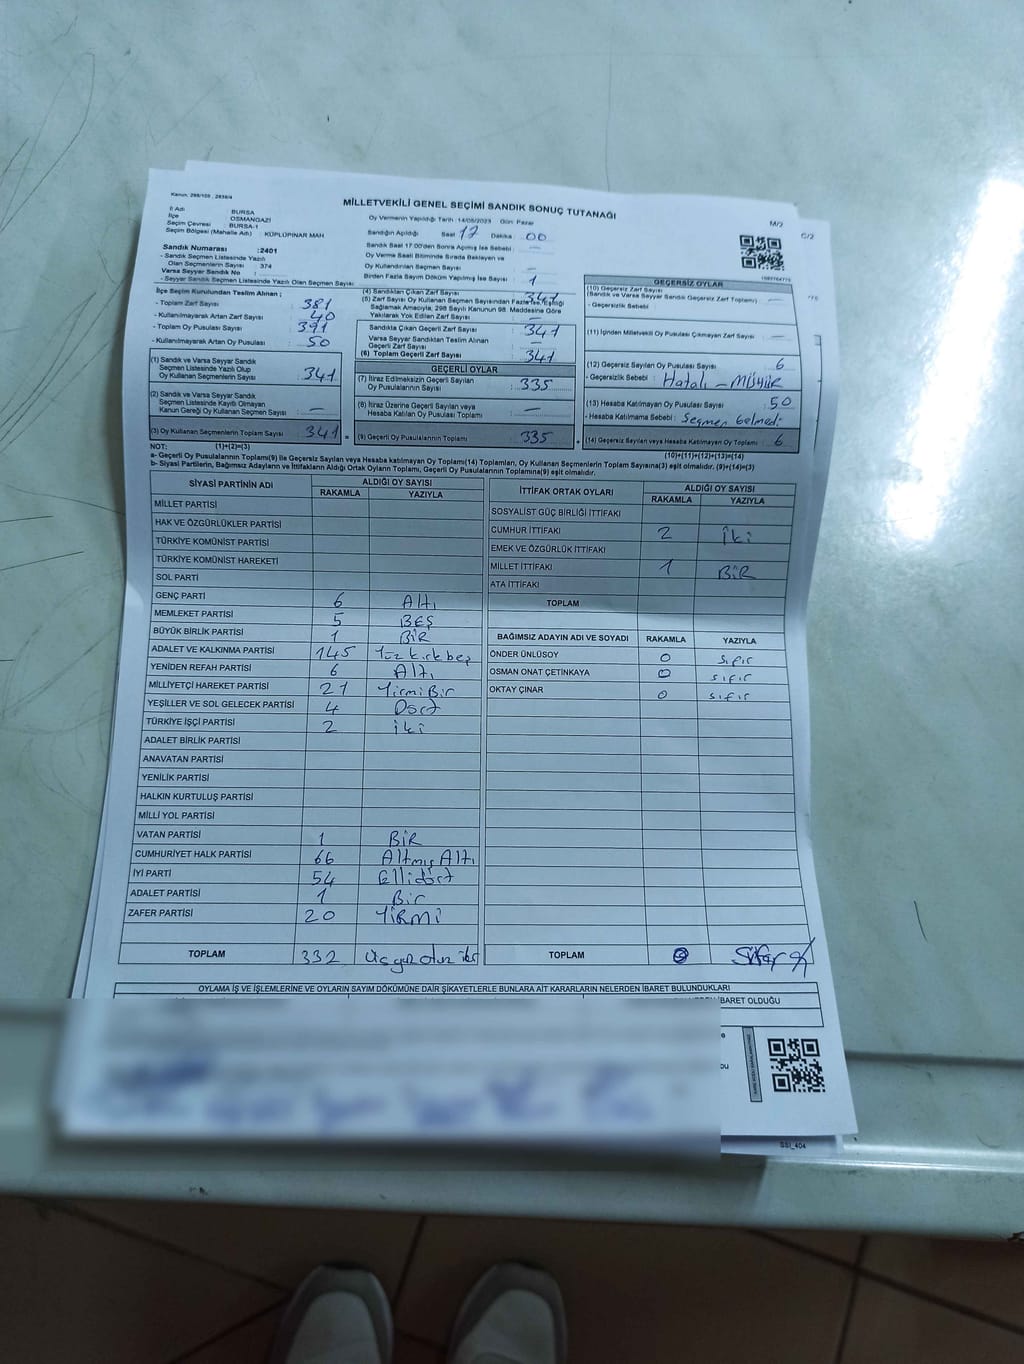 Kanun: 298/105 , 2839/4
MİLLETVEKİLİ GENEL SEÇİMİ SANDIK SONUÇ TUTANAĞI
M/2
C/2
İl Adı BURSA
İlçe OSMANGAZİ
Seçim Çevresi : BURSA-1
Seçim Bölgesi (Mahalle Adı) : KÜPLÜPINAR MAH
Oy Vermenin Yapıldığı Tarih : 14/05/2023 Gün: Pazar
Sandığın Açıldığı Saat 17 Dakika : 00
Sandık Saat 17.00'den Sonra Açılmış İse Sebebi : —
Oy Verme Saati Bitiminde Sırada Bekleyen ve
Oy Kullandırılan Seçmen Sayısı : —
Birden Fazla Sayım Döküm Yapılmış İse Sayısı : 1
Sandık Numarası : 2401
- Sandık Seçmen Listesinde Yazılı
Olan Seçmenlerin Sayısı : 374
Varsa Seyyar Sandık No :
- Seyyar Sandık Seçmen Listesinde Yazılı Olan Seçmen Sayısı:
İlçe Seçim Kurulundan Teslim Alınan ;
- Toplam Zarf Sayısı : 381
- Kullanılmayarak Artan Zarf Sayısı : 40
- Toplam Oy Pusulası Sayısı : 391
- Kullanılmayarak Artan Oy Pusulası : 50
(1) Sandık ve Varsa Seyyar Sandık
Seçmen Listesinde Yazılı Olup
Oy Kullanan Seçmenlerin Sayısı : 341
(2) Sandık ve Varsa Seyyar Sandık
Seçmen Listesinde Kayıtlı Olmayan
Kanun Gereği Oy Kullanan Seçmen Sayısı : —
(3) Oy Kullanan Seçmenlerin Toplam Sayısı : 341 =
(4) Sandıktan Çıkan Zarf Sayısı : 341
(5) Zarf Sayısı Oy Kullanan Seçmen Sayısından Fazla İse, Eşitliği
Sağlamak Amacıyla, 298 Sayılı Kanunun 98. Maddesine Göre
Yakılarak Yok Edilen Zarf Sayısı : —
Sandıkta Çıkan Geçerli Zarf Sayısı : 341
Varsa Seyyar Sandıktan Teslim Alınan
Geçerli Zarf Sayısı : —
(6) Toplam Geçerli Zarf Sayısı : 341
GEÇERLİ OYLAR
(7) İtiraz Edilmeksizin Geçerli Sayılan
Oy Pusulalarının Sayısı : 335
(8) İtiraz Üzerine Geçerli Sayılan veya
Hesaba Katılan Oy Pusulası Toplamı : —
(9) Geçerli Oy Pusulalarının Toplamı : 335 +
GEÇERSİZ OYLAR
(10) Geçersiz Zarf Sayısı
(Sandık ve Varsa Seyyar Sandık Geçersiz Zarf Toplamı) : —
Geçersizlik Sebebi :
(11) İçinden Milletvekili Oy Pusulası Çıkmayan Zarf Sayısı : —
(12) Geçersiz Sayılan Oy Pusulası Sayısı : 6
- Geçersizlik Sebebi : Hatalı - MÜHÜR
(13) Hesaba Katılmayan Oy Pusulası Sayısı : 50
- Hesaba Katılmama Sebebi : Seçmen Gelmedi
(14) Geçersiz Sayılan veya Hesaba Katılmayan Oy Toplamı : 6
NOT: (1)+(2)=(3)
(10)+(11)+(12)+(13)=(14)
a- Geçerli Oy Pusulalarının Toplamı(9) ile Geçersiz Sayılan veya Hesaba Katılmayan Oy Toplamı(14) Toplamları, Oy Kullanan Seçmenlerin Toplam Sayısına(3) eşit olmalıdır. (9)+(14)=(3)
b- Siyasi Partilerin, Bağımsız Adayların ve İttifakların Aldığı Ortak Oyların Toplamı, Geçerli Oy Pusulalarının Toplamına(9) eşit olmalıdır.
SİYASİ PARTİNİN ADI ALDIĞI OY SAYISI
RAKAMLA YAZIYLA
MİLLET PARTİSİ
HAK VE ÖZGÜRLÜKLER PARTİSİ
TÜRKİYE KOMÜNİST PARTİSİ
TÜRKİYE KOMÜNİST HAREKETİ
SOL PARTİ
GENÇ PARTİ 6 Altı
MEMLEKET PARTİSİ 5 BEŞ
BÜYÜK BİRLİK PARTİSİ 1 BİR
ADALET VE KALKINMA PARTİSİ 145 Yüz kırk beş
YENİDEN REFAH PARTİSİ 6 Altı
MİLLİYETÇİ HAREKET PARTİSİ 21 Yirmi Bir
YEŞİLLER VE SOL GELECEK PARTİSİ 4 Dört
TÜRKİYE İŞÇİ PARTİSİ 2 iki
ADALET BİRLİK PARTİSİ
ANAVATAN PARTİSİ
YENİLİK PARTİSİ
HALKIN KURTULUŞ PARTİSİ
MİLLİ YOL PARTİSİ
VATAN PARTİSİ 1 BİR
CUMHURİYET HALK PARTİSİ 66 Altmış Altı
İYİ PARTİ 54 Ellidört
ADALET PARTİSİ 1 Bir
ZAFER PARTİSİ 20 YİRMİ
TOPLAM 332 üçyüz otuz iki
İTTİFAK ORTAK OYLARI ALDIĞI OY SAYISI
RAKAMLA YAZIYLA
SOSYALİST GÜÇ BİRLİĞİ İTTİFAKI
CUMHUR İTTİFAKI 2 İki
EMEK VE ÖZGÜRLÜK İTTİFAKI
MİLLET İTTİFAKI 1 BİR
ATA İTTİFAKI
TOPLAM
BAĞIMSIZ ADAYIN ADI VE SOYADI RAKAMLA YAZIYLA
ÖNDER ÜNLÜSOY 0 sıfır
OSMAN ONAT ÇETİNKAYA 0 sıfır
OKTAY ÇINAR 0 sıfır
TOPLAM
OYLAMA İŞ VE İŞLEMLERİNE VE OYLARIN SAYIM DÖKÜMÜNE DAİR ŞİKAYETLERLE BUNLARA AİT KARARLARIN NELERDEN İBARET BULUNDUKLARI
İBARET OLDUĞU
SSİ_404